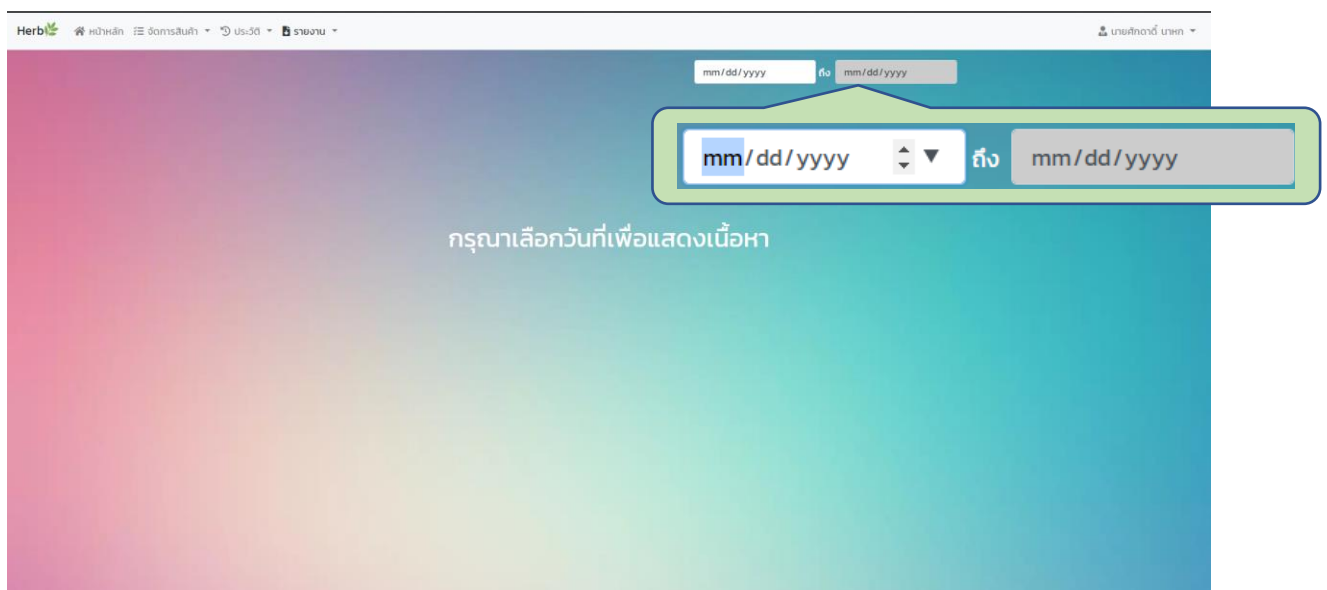 Herb หน้าหลัก จัดการสินค้า ประวัติ รายงาน นายศักดาดิ์ นาหก
mm/dd/yyyy ถึง mm/dd/yyyy
mm/dd/yyyy ถึง mm/dd/yyyy
กรุณาเลือกวันที่เพื่อแสดงเนื้อหา